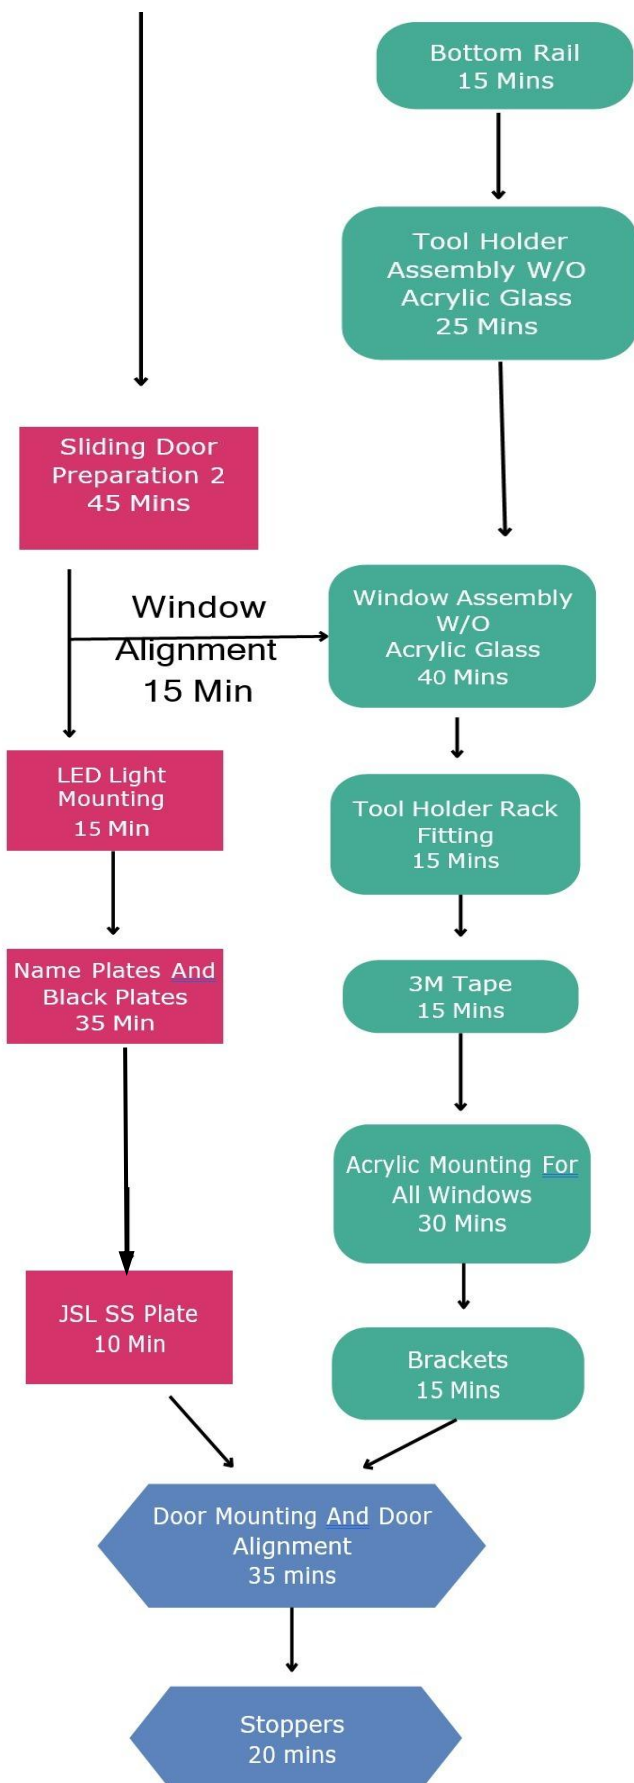 Bottom Rail
15 Mins
Tool Holder
Assembly W/O
Acrylic Glass
25 Mins
Sliding Door
Preparation 2
45 Mins
Window
Alignment
15 Min
Window Assembly
W/O
Acrylic Glass
40 Mins
LED Light
Mounting
15 Min
Tool Holder Rack
Fitting
15 Mins
Name Plates And
Black Plates
35 Min
3M Tape
15 Mins
Acrylic Mounting For
All Windows
30 Mins
JSL SS Plate
10 Min
Brackets
15 Mins
Door Mounting And Door
Alignment
35 mins
Stoppers
20 mins